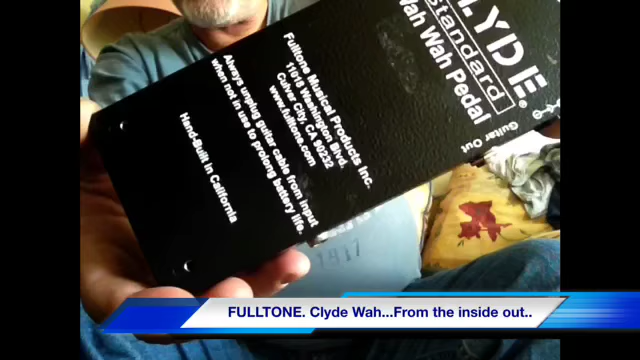 CLYDE®
Standard
Wah Wah Pedal
Guitar Out
Fulltone Musical Products Inc.
11018 Washington Blvd.
Culver City, CA 90232
www.fulltone.com
Always unplug guitar cable from input
when not in use to prolong battery life.
Hand-Built in California
1917
FULLTONE. Clyde Wah...From the inside out..